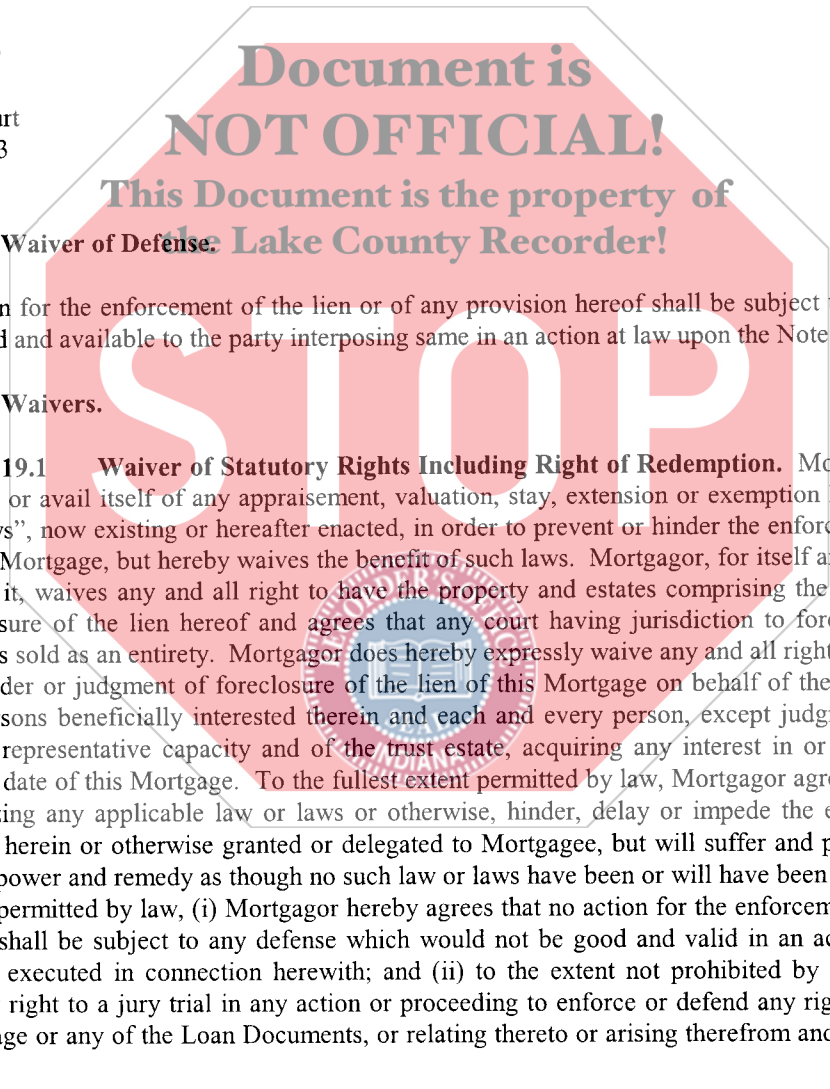 Document is
NOT OFFICIAL!
This Document is the property of
the Lake County Recorder!
STOP
RECORDER'S OFFICE
INDIANA
urt
3
Waiver of Defense.
n for the enforcement of the lien or of any provision hereof shall be subject
d and available to the party interposing same in an action at law upon the Note
Waivers.
19.1 Waiver of Statutory Rights Including Right of Redemption. Mo
or avail itself of any appraisement, valuation, stay, extension or exemption
vs”, now existing or hereafter enacted, in order to prevent or hinder the enforc
Mortgage, but hereby waives the benefit of such laws. Mortgagor, for itself a
it, waives any and all right to have the property and estates comprising the
sure of the lien hereof and agrees that any court having jurisdiction to fore
s sold as an entirety. Mortgagor does hereby expressly waive any and all right
der or judgment of foreclosure of the lien of this Mortgage on behalf of the
sons beneficially interested therein and each and every person, except judg
representative capacity and of the trust estate, acquiring any interest in or
date of this Mortgage. To the fullest extent permitted by law, Mortgagor agre
ing any applicable law or laws or otherwise, hinder, delay or impede the e
herein or otherwise granted or delegated to Mortgagee, but will suffer and p
power and remedy as though no such law or laws have been or will have been
permitted by law, (i) Mortgagor hereby agrees that no action for the enforcem
shall be subject to any defense which would not be good and valid in an ac
executed in connection herewith; and (ii) to the extent not prohibited by
right to a jury trial in any action or proceeding to enforce or defend any rig
age or any of the Loan Documents, or relating thereto or arising therefrom and